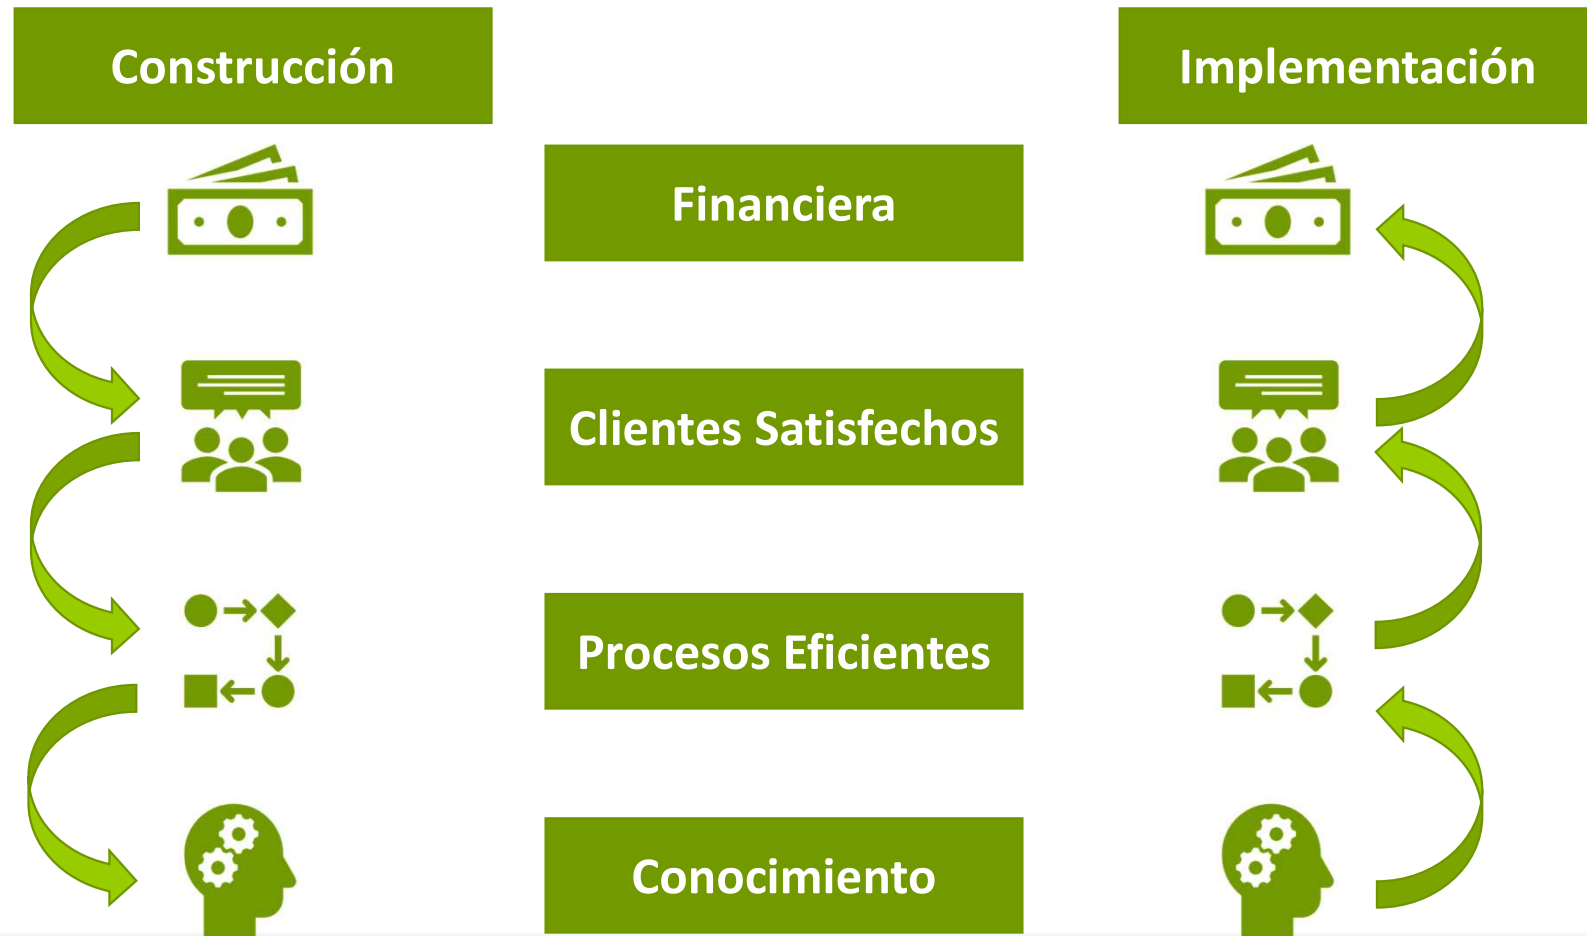 Construcción
Implementación
Financiera
Clientes Satisfechos
Procesos Eficientes
Conocimiento